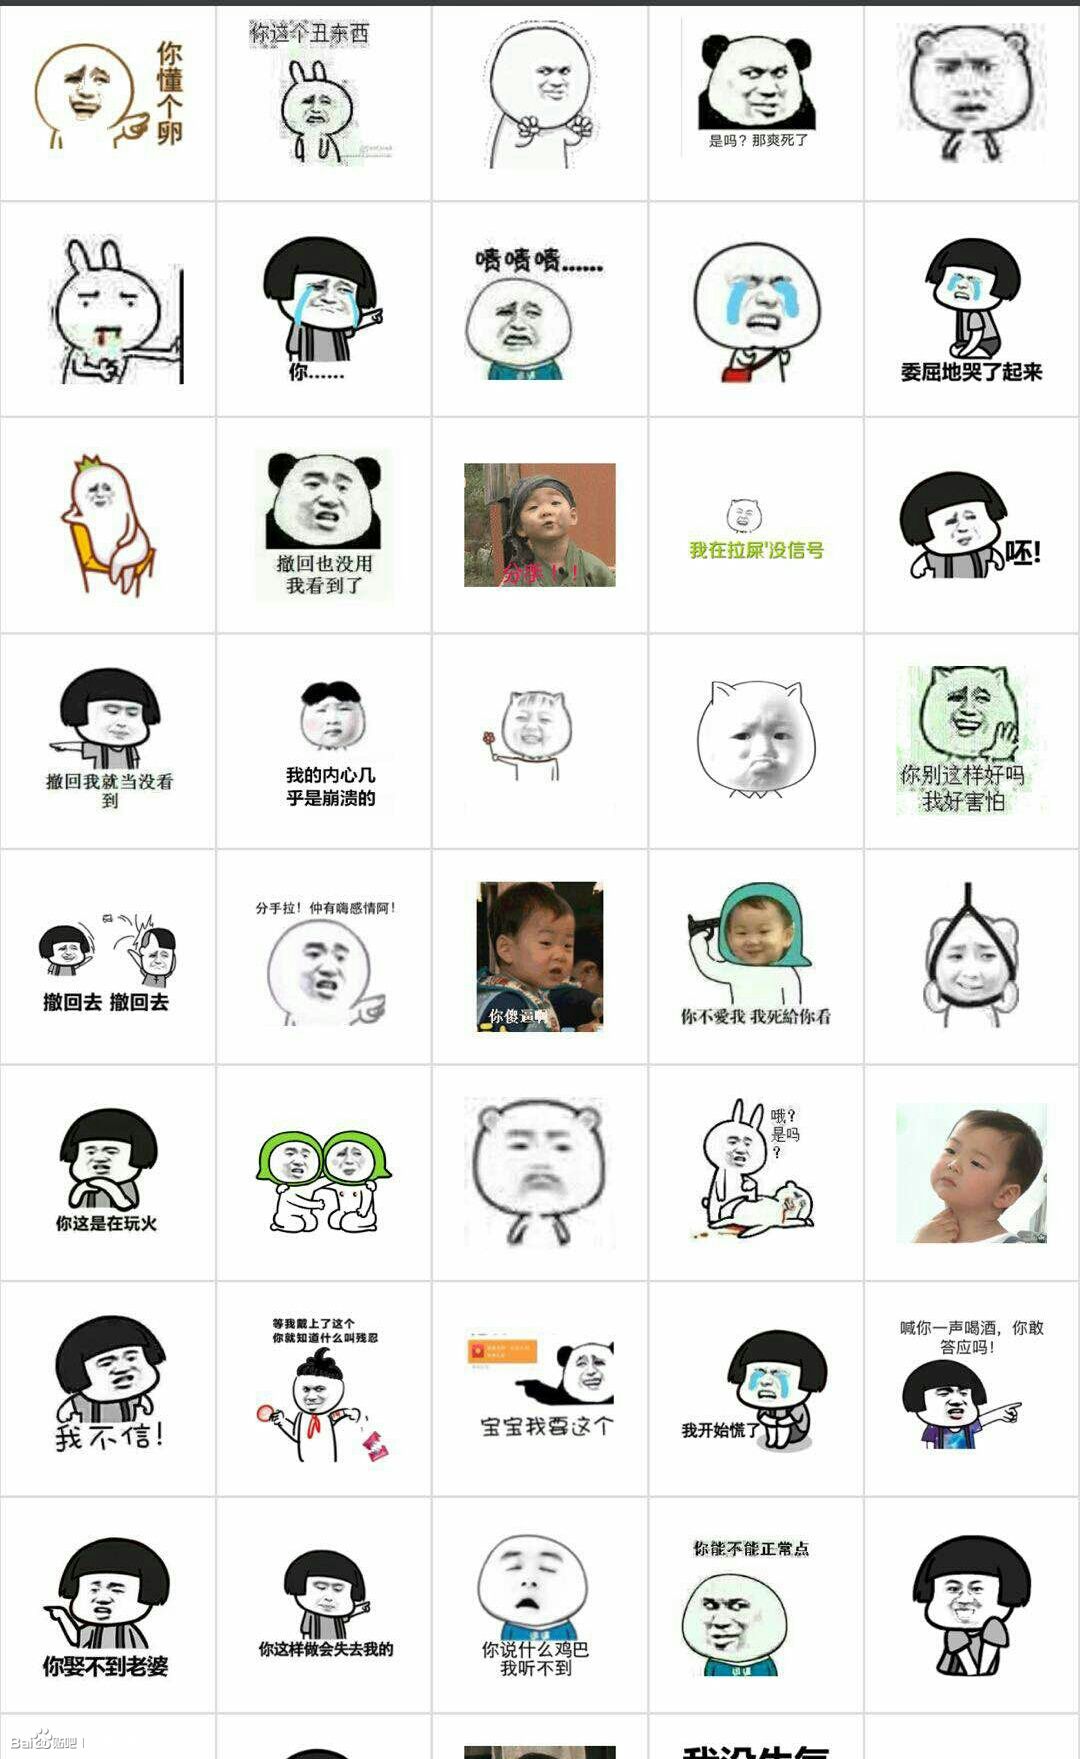 你懂个卵
你这个丑东西
是吗？那爽死了
你……
啧啧啧……
委屈地哭了起来
撤回也没用
我看到了
分手！！
我在拉屎'没信号
呸!
撤回我就当没看
到
我的内心几
乎是崩溃的
你别这样好吗
我好害怕
撤回去 撤回去
分手拉！仲有嗨感情阿！
你傻逼啊
你不爱我 我死給你看
你这是在玩火
哦？
是吗
？
我不信!
等我戴上了这个
你就知道什么叫残忍
宝宝我要这个
我开始慌了
喊你一声喝酒，你敢
答应吗！
你娶不到老婆
你这样做会失去我的
你说什么鸡巴
我听不到
你能不能正常点
我没生气
Bai 贴吧